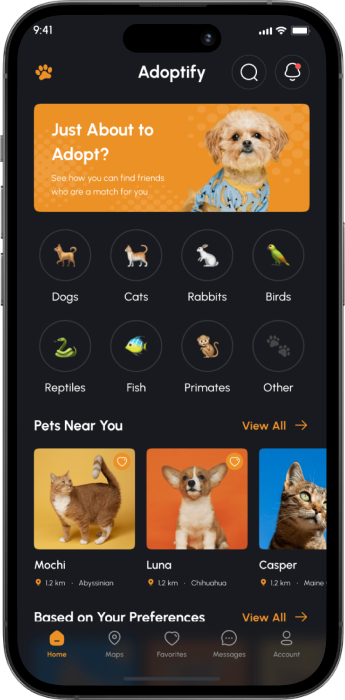 9:41
Adoptify
Just About to
Adopt?
See how you can find friends
who are a match for you
Dogs
Cats
Rabbits
Birds
Reptiles
Fish
Primates
Other
Pets Near You
View All
Mochi
Luna
Casper
1.2 km · Abyssinian
1.2 km · Chihuahua
1.2 km · Maine
Based on Your Preferences
View All
Home
Maps
Favorites
Messages
Account